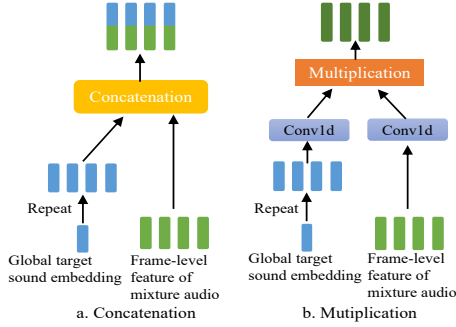 Concatenation
Repeat
Global target
sound embedding
Frame-level
feature of
mixture audio
a. Concatenation
Multiplication
Conv1d
Conv1d
Repeat
Global target
sound embedding
Frame-level
feature of
mixture audio
b. Mutiplication